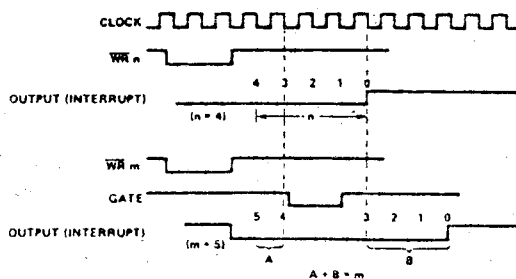 CLOCK
WR n
4 3 2 1 0
OUTPUT (INTERRUPT)
(n = 4) n
WR m
GATE
5 4 3 2 1 0
OUTPUT (INTERRUPT)
(m = 5)
A B
A + B = m